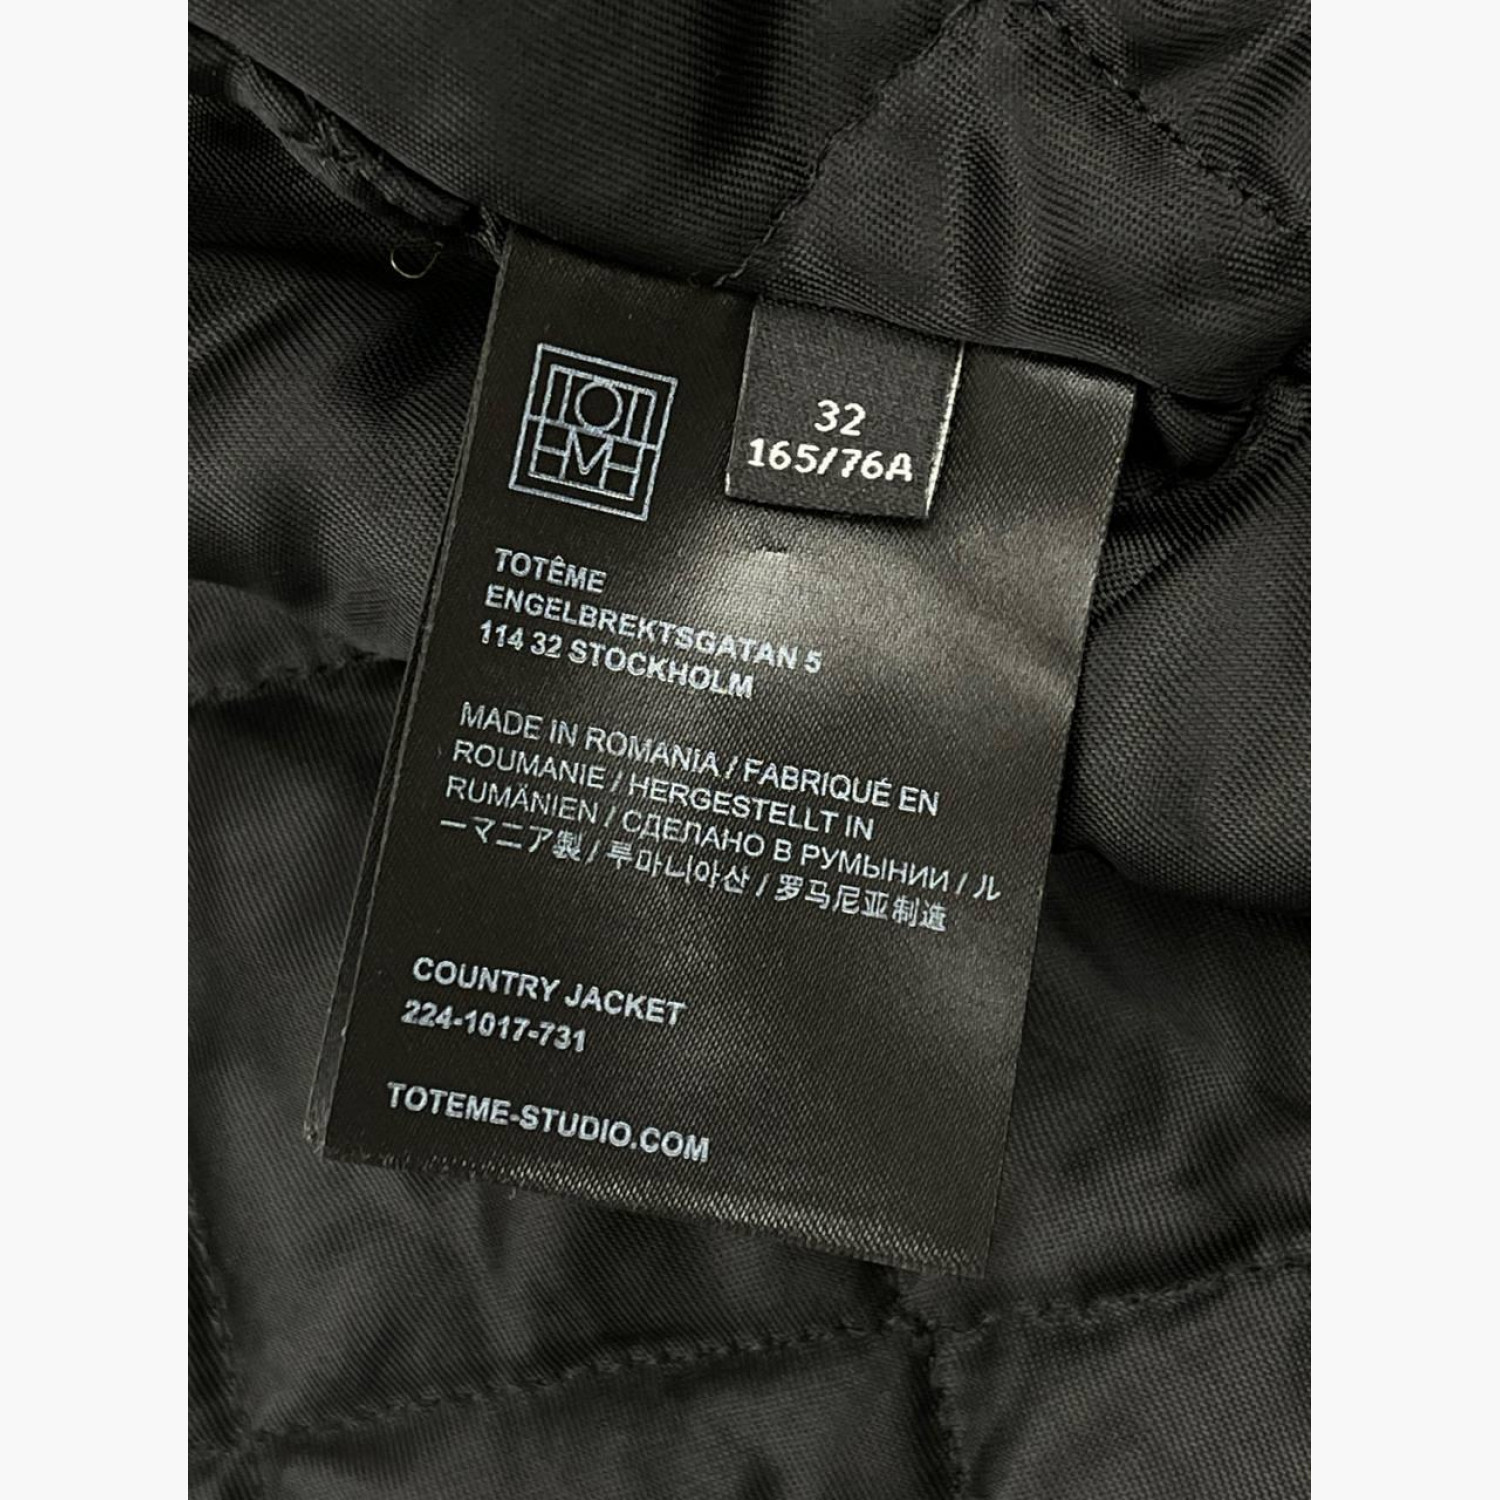 TOTEME
32
165/76A
TOTÊME
ENGELBREKTSGATAN 5
114 32 STOCKHOLM
MADE IN ROMANIA / FABRIQUÉ EN
ROUMANIE / HERGESTELLT IN
RUMÄNIEN / СДЕЛАНО В РУМЫНИИ / ル
ーマニア製 / 루마니아산 / 罗马尼亚制造
COUNTRY JACKET
224-1017-731
TOTEME-STUDIO.COM